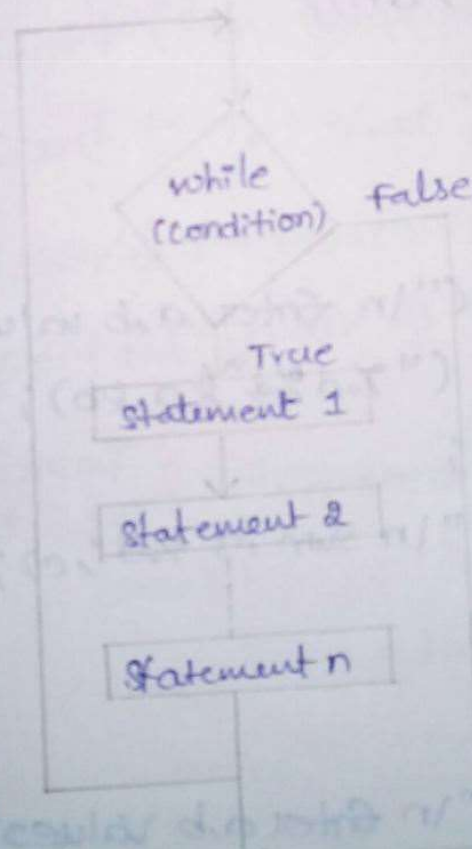 while
(condition)
false
True
Statement 1
Statement 2
Statement n